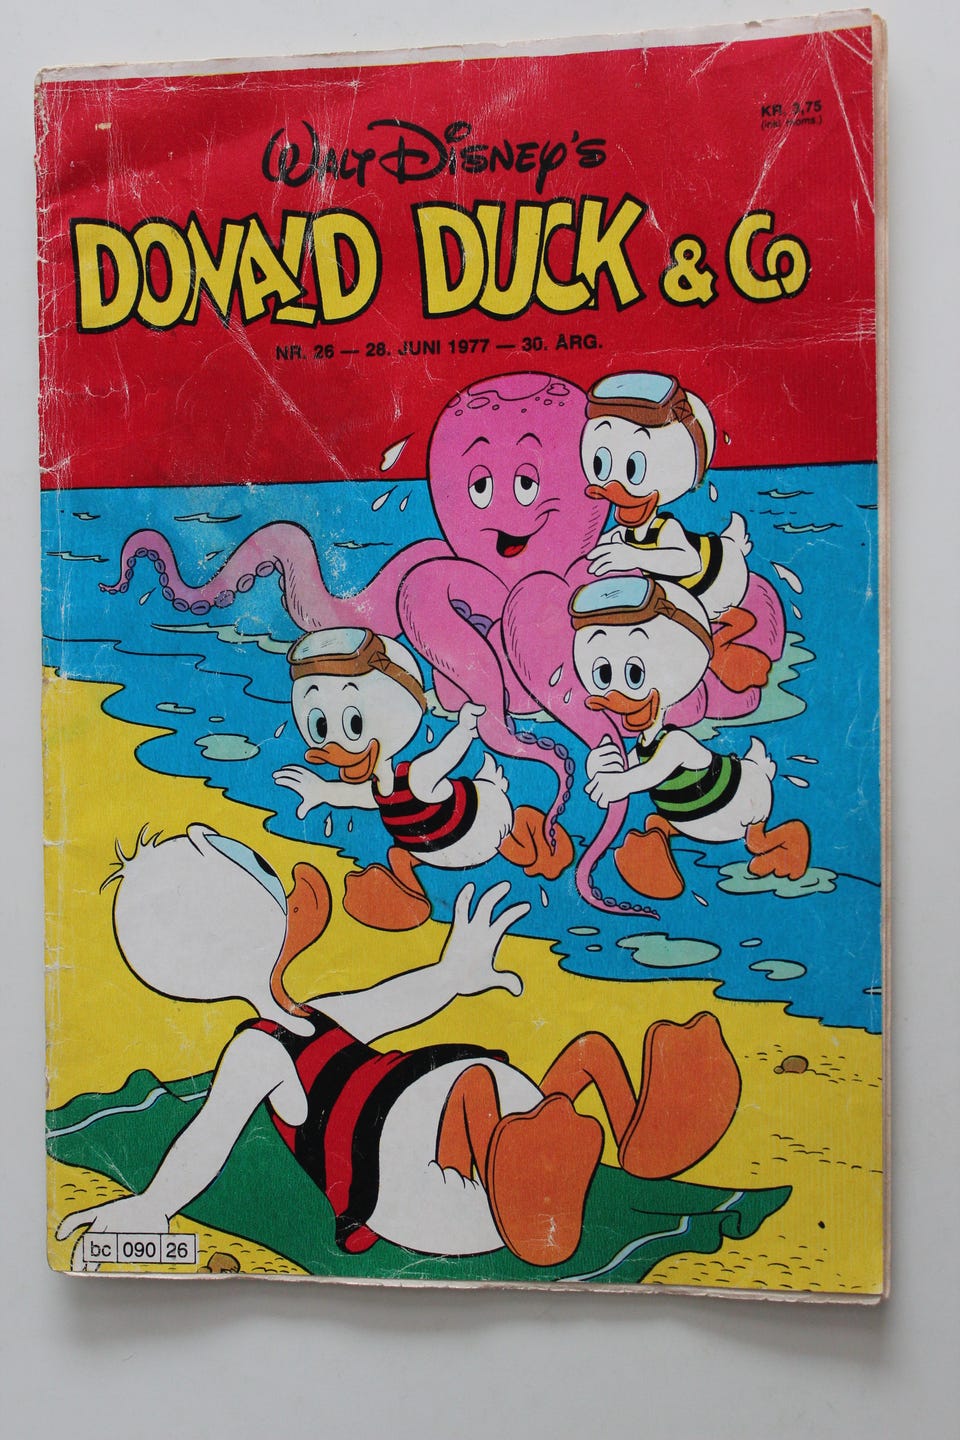 WALT DISNEY'S
KR. 3,75
(inkl. moms.)
DONALD DUCK & Co
NR. 26 — 28. JUNI 1977 — 30. ÅRG.
bc 090 26